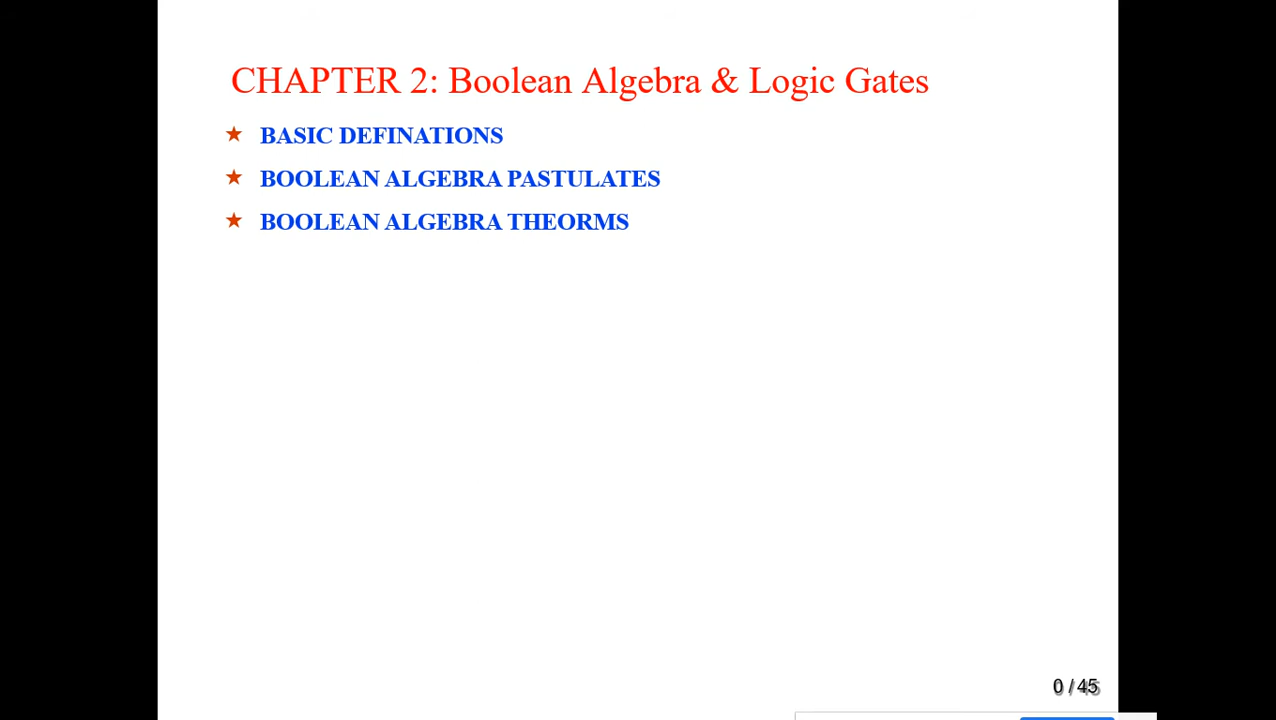 CHAPTER 2: Boolean Algebra & Logic Gates
BASIC DEFINATIONS
BOOLEAN ALGEBRA PASTULATES
BOOLEAN ALGEBRA THEORMS
0 / 45